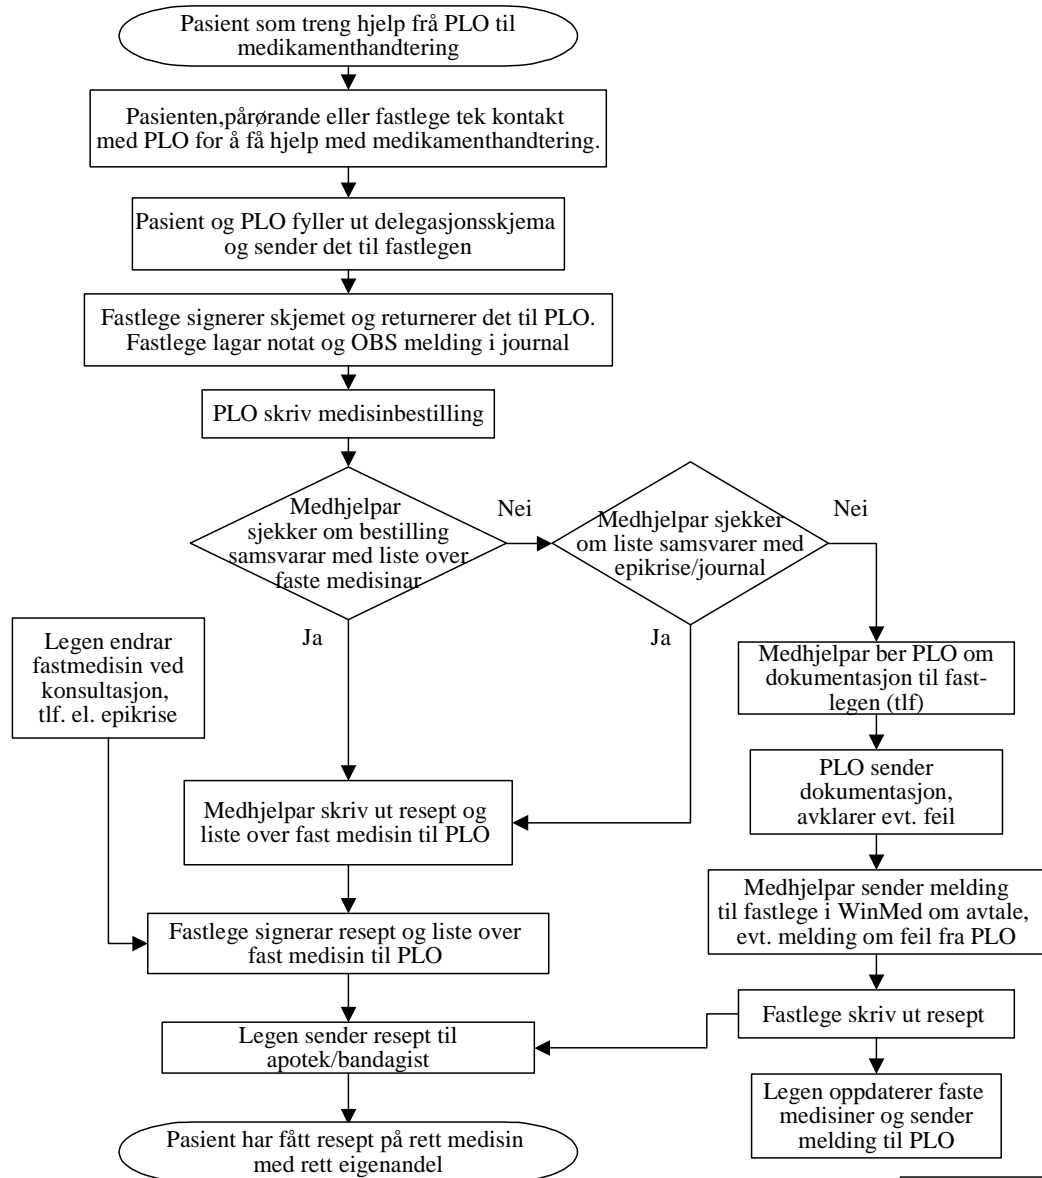 Pasient som treng hjelp frå PLO til
medikamenthandtering
Pasienten,pårørande eller fastlege tek kontakt
med PLO for å få hjelp med medikamenthandtering.
Pasient og PLO fyller ut delegasjonsskjema
og sender det til fastlegen
Fastlege signerer skjemet og returnerer det til PLO.
Fastlege lagar notat og OBS melding i journal
PLO skriv medisinbestilling
Medhjelpar
sjekker om bestilling
samsvarar med liste over
faste medisinar
Nei
Ja
Medhjelpar sjekker
om liste samsvarer med
epikrise/journal
Nei
Ja
Legen endrar
fastmedisin ved
konsultasjon,
tlf. el. epikrise
Medhjelpar ber PLO om
dokumentasjon til fast-
legen (tlf)
PLO sender
dokumentasjon,
avklarer evt. feil
Medhjelpar skriv ut resept og
liste over fast medisin til PLO
Medhjelpar sender melding
til fastlege i WinMed om avtale,
evt. melding om feil fra PLO
Fastlege signerar resept og liste over
fast medisin til PLO
Fastlege skriv ut resept
Legen sender resept til
apotek/bandagist
Legen oppdaterer faste
medisiner og sender
melding til PLO
Pasient har fått resept på rett medisin
med rett eigenandel